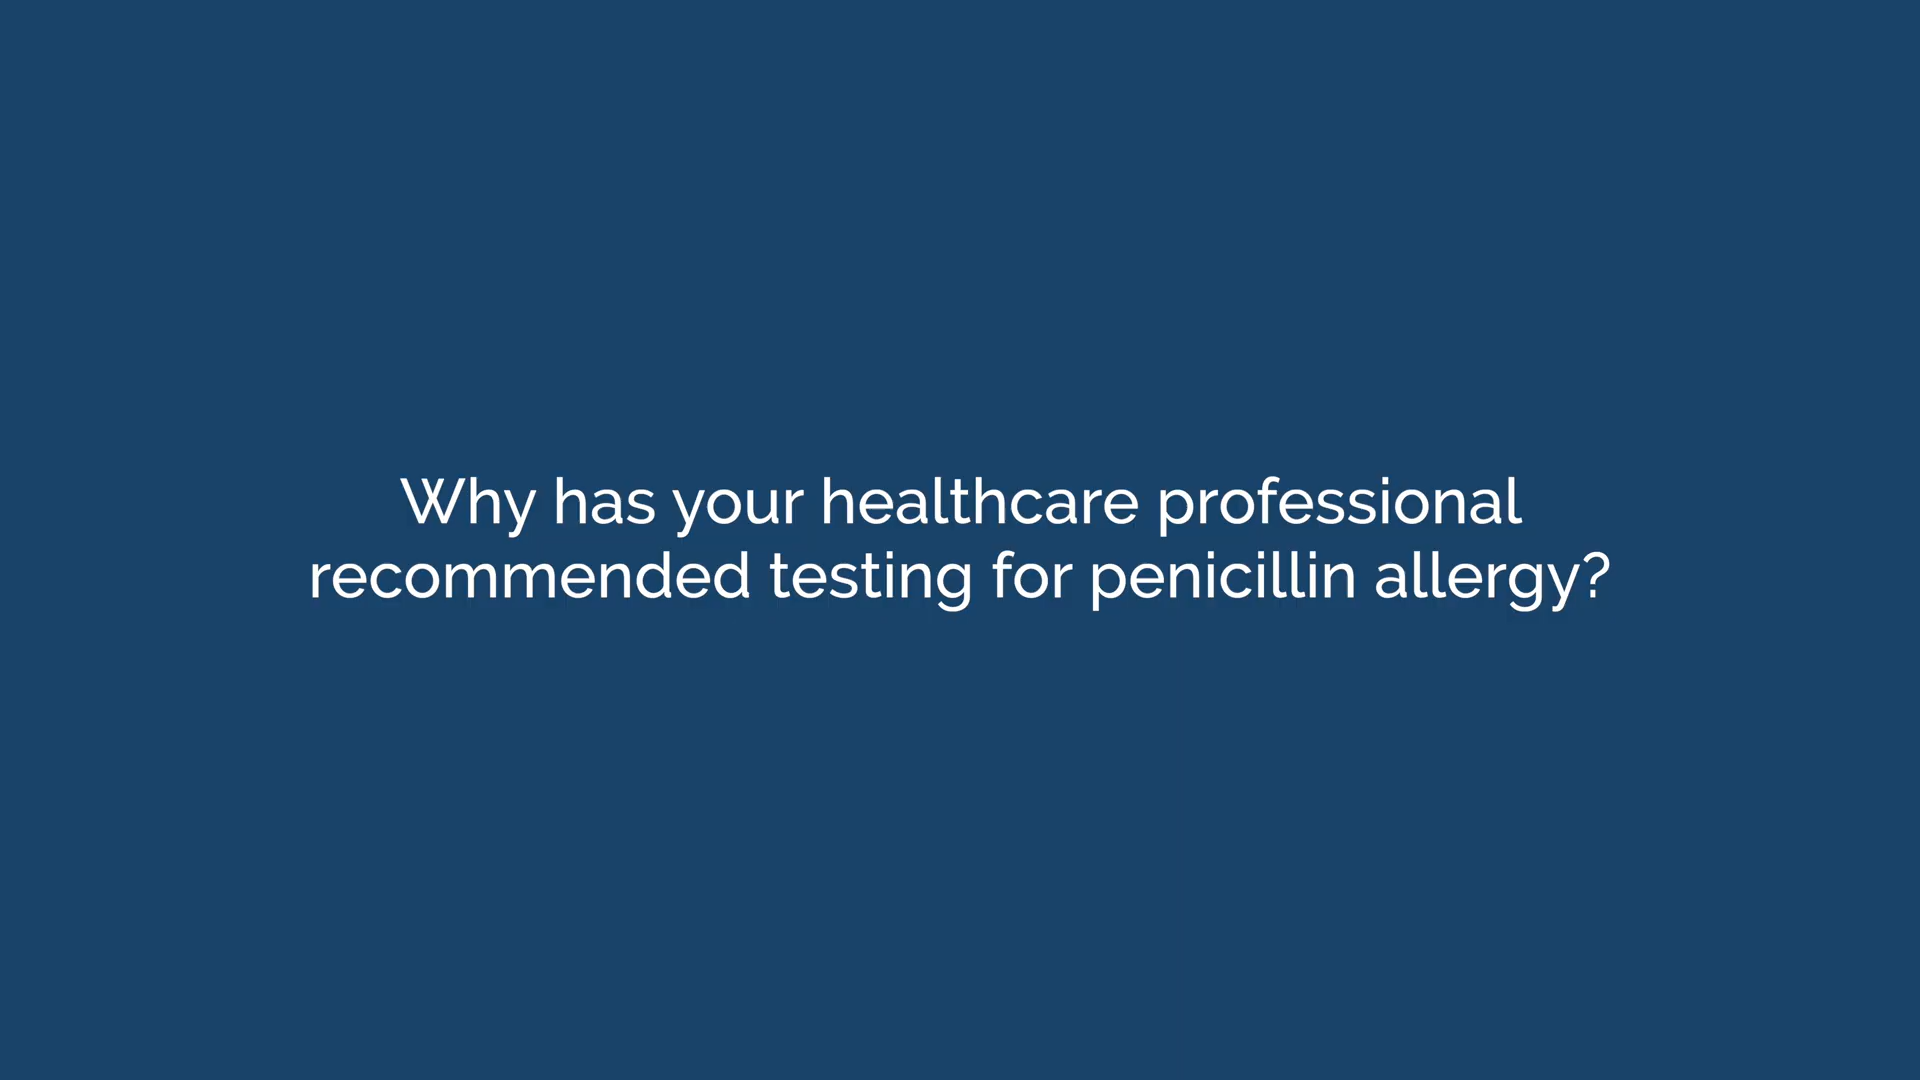 Why has your healthcare professional
recommended testing for penicillin allergy?